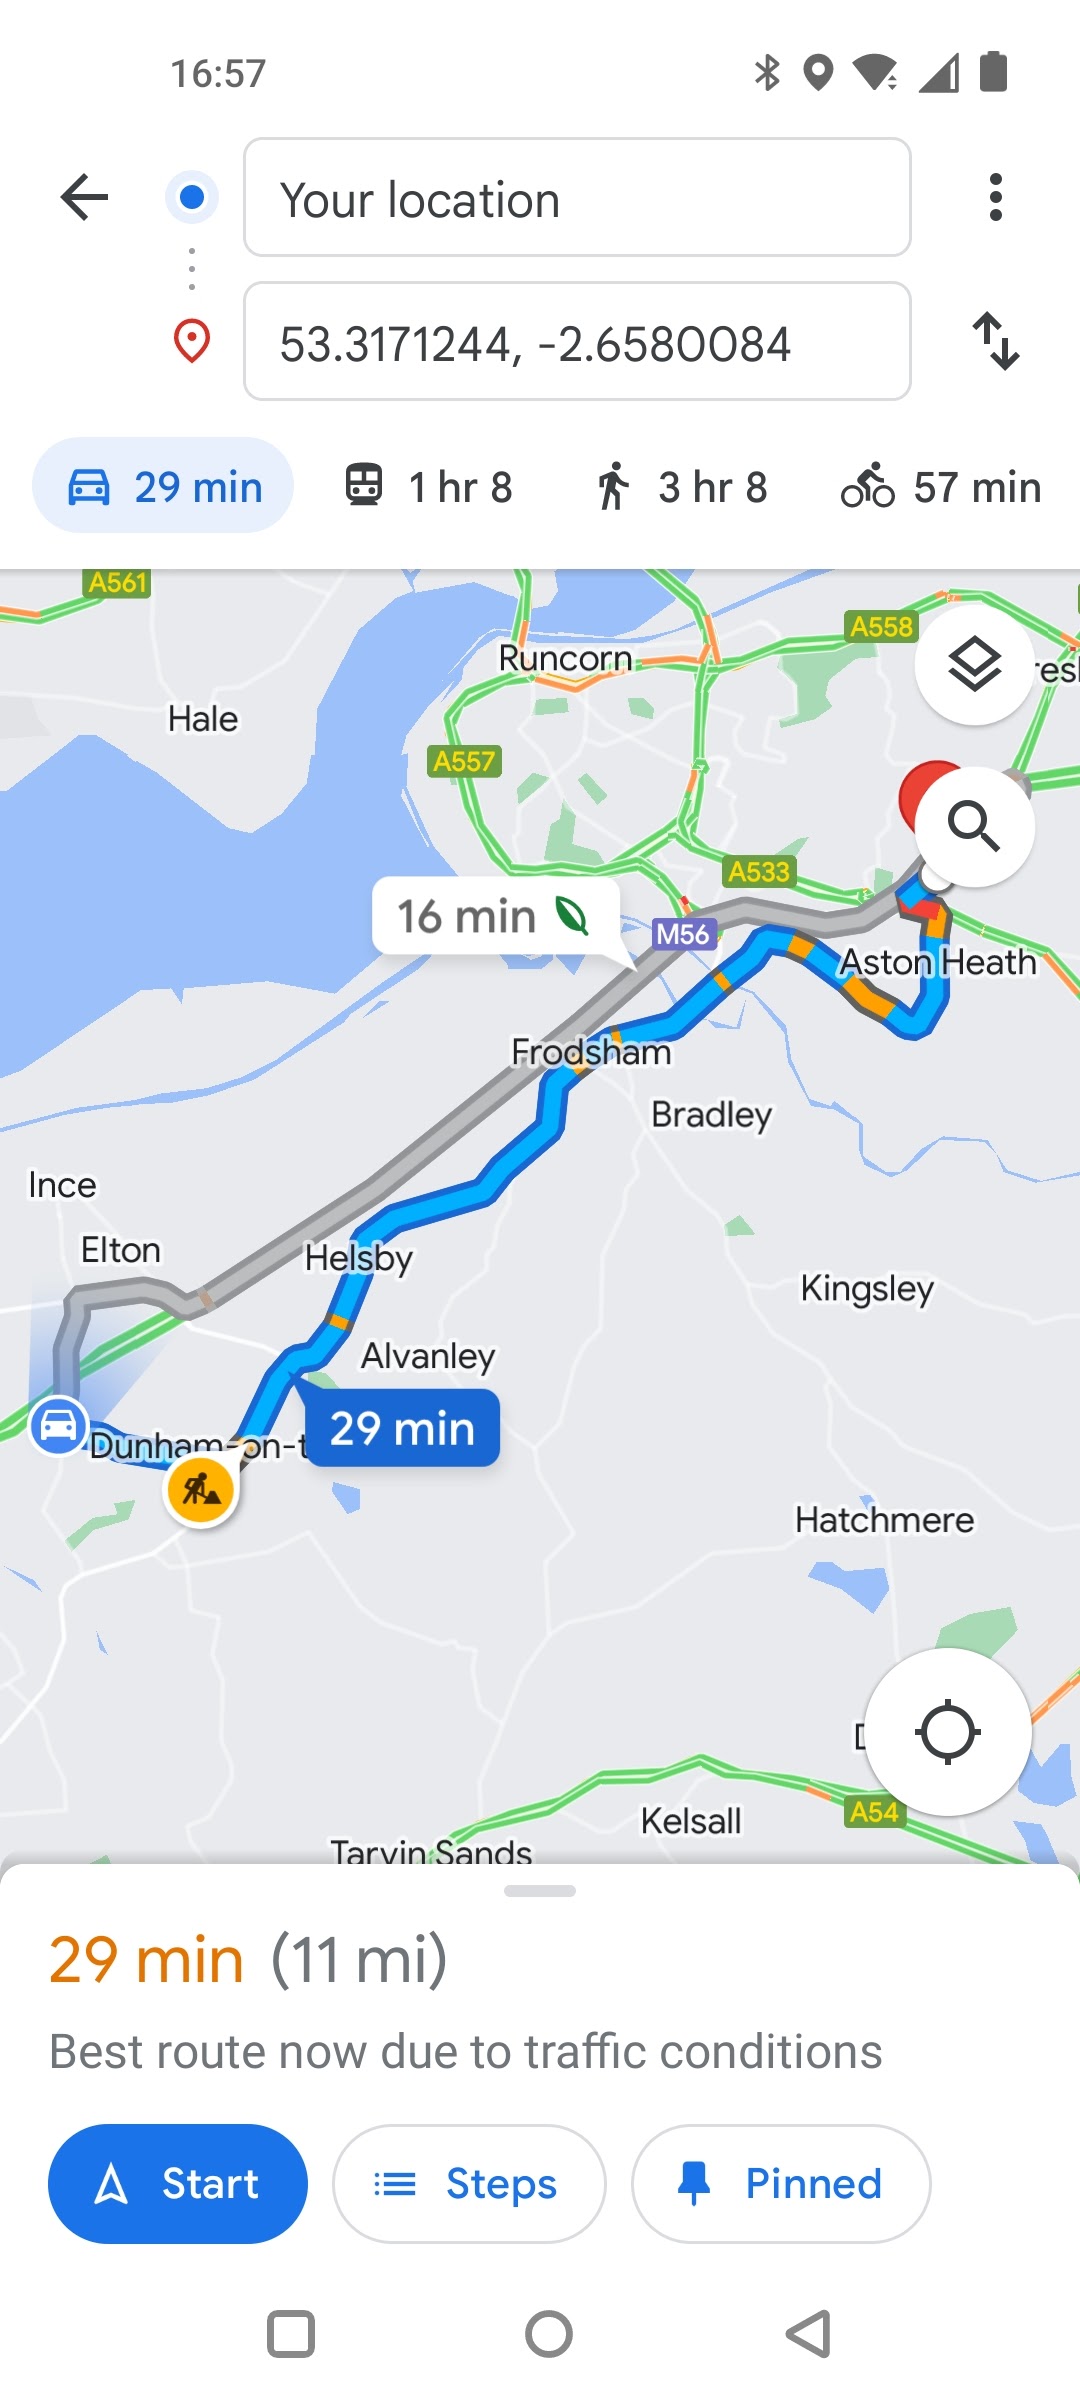 16:57
Your location
53.3171244, -2.6580084
29 min
1 hr 8
3 hr 8
57 min
A561
A558
Runcorn
Hale
A557
A533
16 min
M56
Aston Heath
Frodsham
Bradley
Ince
Elton
Helsby
Kingsley
Alvanley
29 min
Dunham-on-t
Hatchmere
A54
Kelsall
Tarvin Sands
29 min (11 mi)
Best route now due to traffic conditions
Start
Steps
Pinned